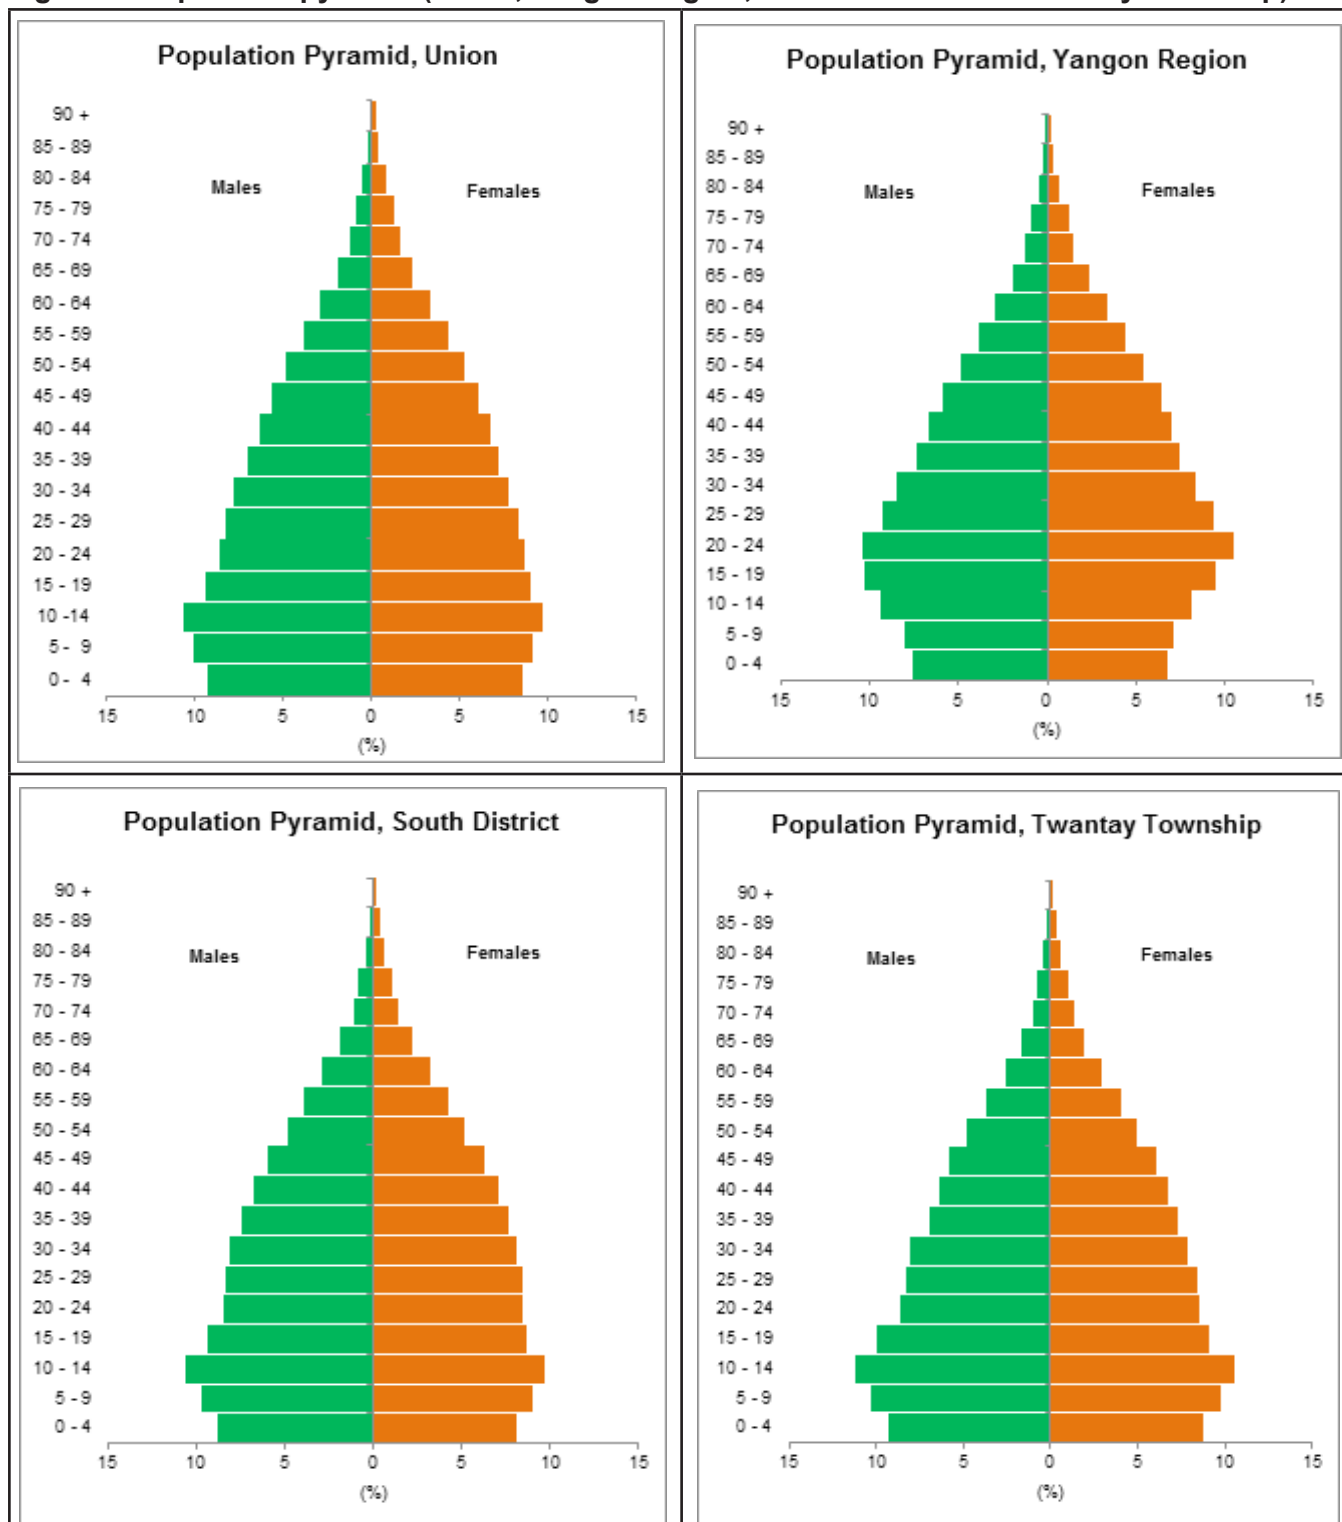 Population Pyramid, Union
90 +
85 - 89
80 - 84
75 - 79
70 - 74
65 - 69
60 - 64
55 - 59
50 - 54
45 - 49
40 - 44
35 - 39
30 - 34
25 - 29
20 - 24
15 - 19
10 -14
5 - 9
0 - 4
Males
Females
15 10 5 0 5 10 15
(%)
Population Pyramid, Yangon Region
90 +
85 - 89
80 - 84
75 - 79
70 - 74
65 - 69
60 - 64
55 - 59
50 - 54
45 - 49
40 - 44
35 - 39
30 - 34
25 - 29
20 - 24
15 - 19
10 - 14
5 - 9
0 - 4
Males
Females
15 10 5 0 5 10 15
(%)
Population Pyramid, South District
90 +
85 - 89
80 - 84
75 - 79
70 - 74
65 - 69
60 - 64
55 - 59
50 - 54
45 - 49
40 - 44
35 - 39
30 - 34
25 - 29
20 - 24
15 - 19
10 - 14
5 - 9
0 - 4
Males
Females
15 10 5 0 5 10 15
(%)
Population Pyramid, Twantay Township
90 +
85 - 89
80 - 84
75 - 79
70 - 74
65 - 69
60 - 64
55 - 59
50 - 54
45 - 49
40 - 44
35 - 39
30 - 34
25 - 29
20 - 24
15 - 19
10 - 14
5 - 9
0 - 4
Males
Females
15 10 5 0 5 10 15
(%)